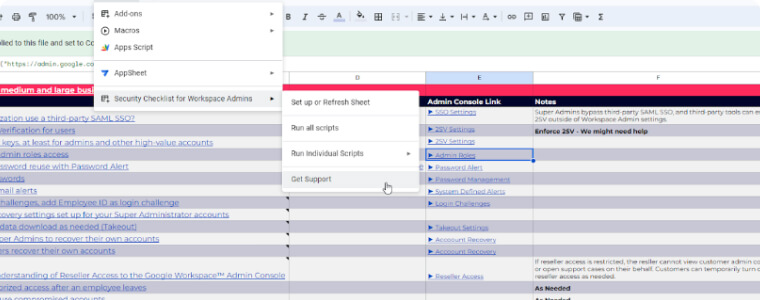 100%
Add-ons
Macros
Apps Script
AppSheet
Security Checklist for Workspace Admins
Set up or Refresh Sheet
Run all scripts
Run Individual Scripts
Get Support
plied to this file and set to Co
("https://admin.google.co
D
E
F
medium and large busi
Admin Console Link
Notes
ization use a third-party SAML SSO?
► SSO Settings
Super Admins bypass third-party SAML SSO, and third-party tools can e
2SV outside of Workspace Admin settings.
Verification for users
► 2SV Settings
Enforce 2SV - We might need help
keys, at least for admins and other high-value accounts
► 2SV Settings
admin roles access
► Admin Roles
password reuse with Password Alert
► Password Alert
swords
► Password Management
mail alerts
► System Defined Alerts
challenges, add Employee ID as login challenge
► Login Challenges
covery settings set up for your Super Administrator accounts
data download as needed (Takeout)
► Takeout Settings
per Admins to recover their own accounts
► Account Recovery
ers recover their own accounts
► Account Recovery
If reseller access is restricted, the reseller cannot view customer admin co
or open support cases on their behalf. Customers can temporarily turn o
reseller access as needed.
nderstanding of Reseller Access to the Google Workspace™ Admin Console
► Reseller Access
orized access after an employee leaves
As Needed
ure compromised accounts
As Needed